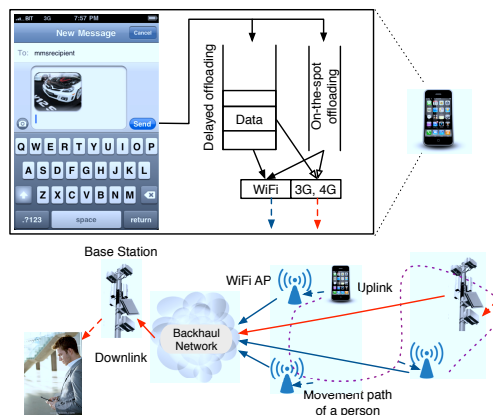 BIT 3G 7:57 PM
New Message
Cancel
To: mmsrecipient
Send
Q W E R T Y U I O P
A S D F G H J K L
Z X C V B N M
.?123
space
return
Delayed offloading
Data
On-the-spot
offloading
WiFi
3G, 4G
Base Station
WiFi AP
Uplink
Backhaul
Network
Downlink
Movement path
of a person